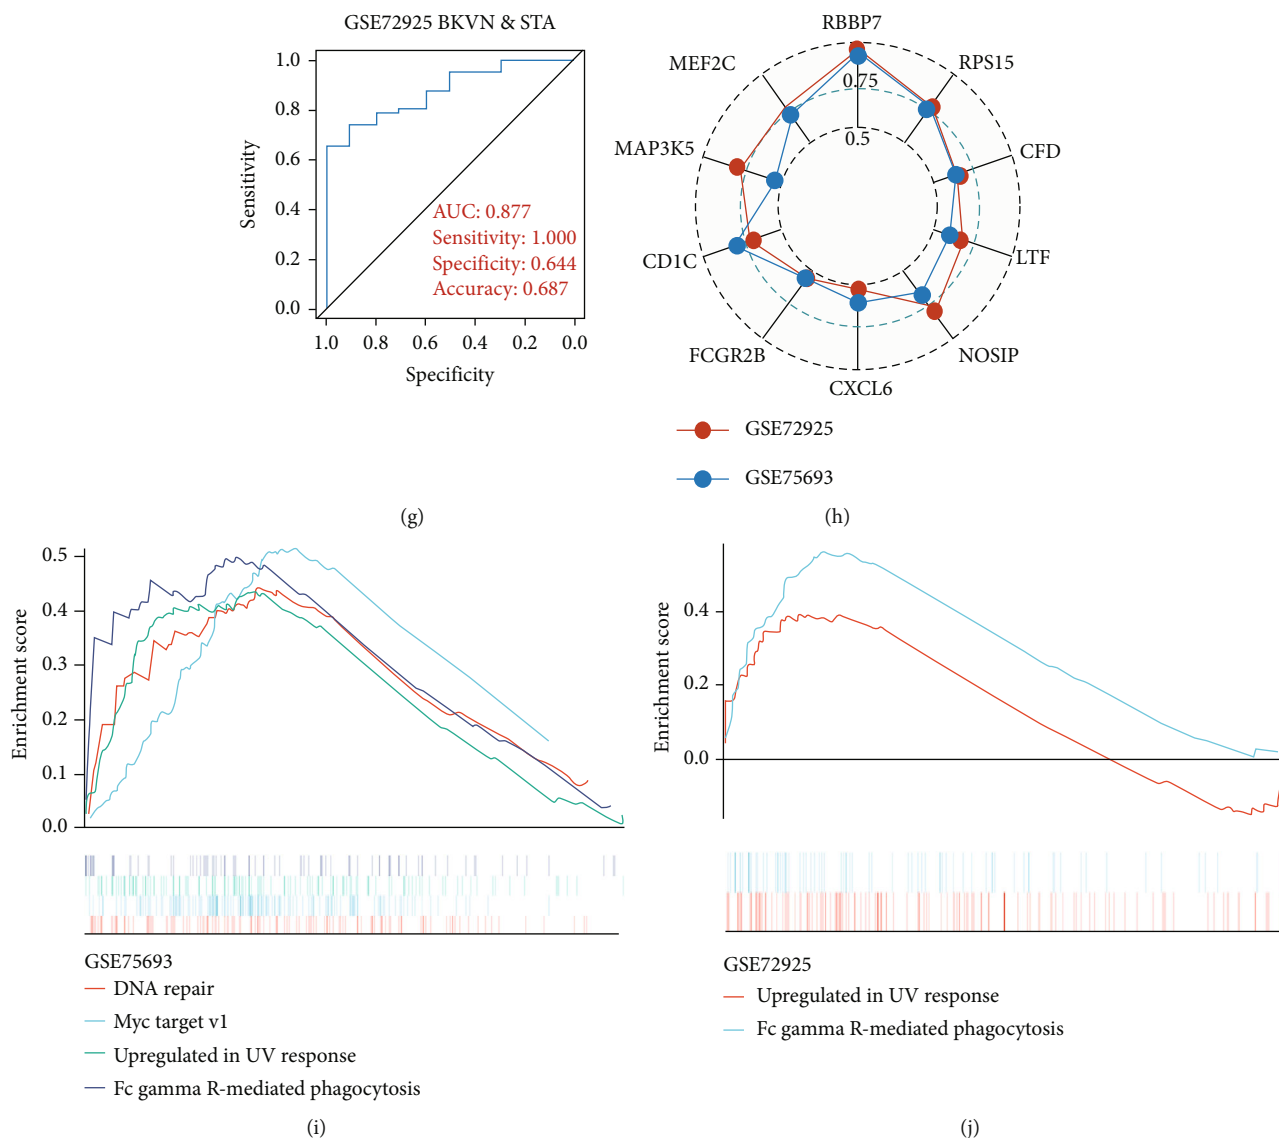 GSE72925 BKVN & STA
1.0
0.8
0.6
0.4
0.2
0.0
Sensitivity
AUC: 0.877
Sensitivity: 1.000
Specificity: 0.644
Accuracy: 0.687
1.0 0.8 0.6 0.4 0.2 0.0
Specificity
(g)
RBBP7
RPS15
CFD
LTF
NOSIP
CXCL6
FCGR2B
CD1C
MAP3K5
MEF2C
0.75
0.5
GSE72925
GSE75693
(h)
0.5
0.4
0.3
0.2
0.1
0.0
Enrichment score
GSE75693
DNA repair
Myc target v1
Upregulated in UV response
Fc gamma R-mediated phagocytosis
(i)
0.4
0.2
0.0
Enrichment score
GSE72925
Upregulated in UV response
Fc gamma R-mediated phagocytosis
(j)